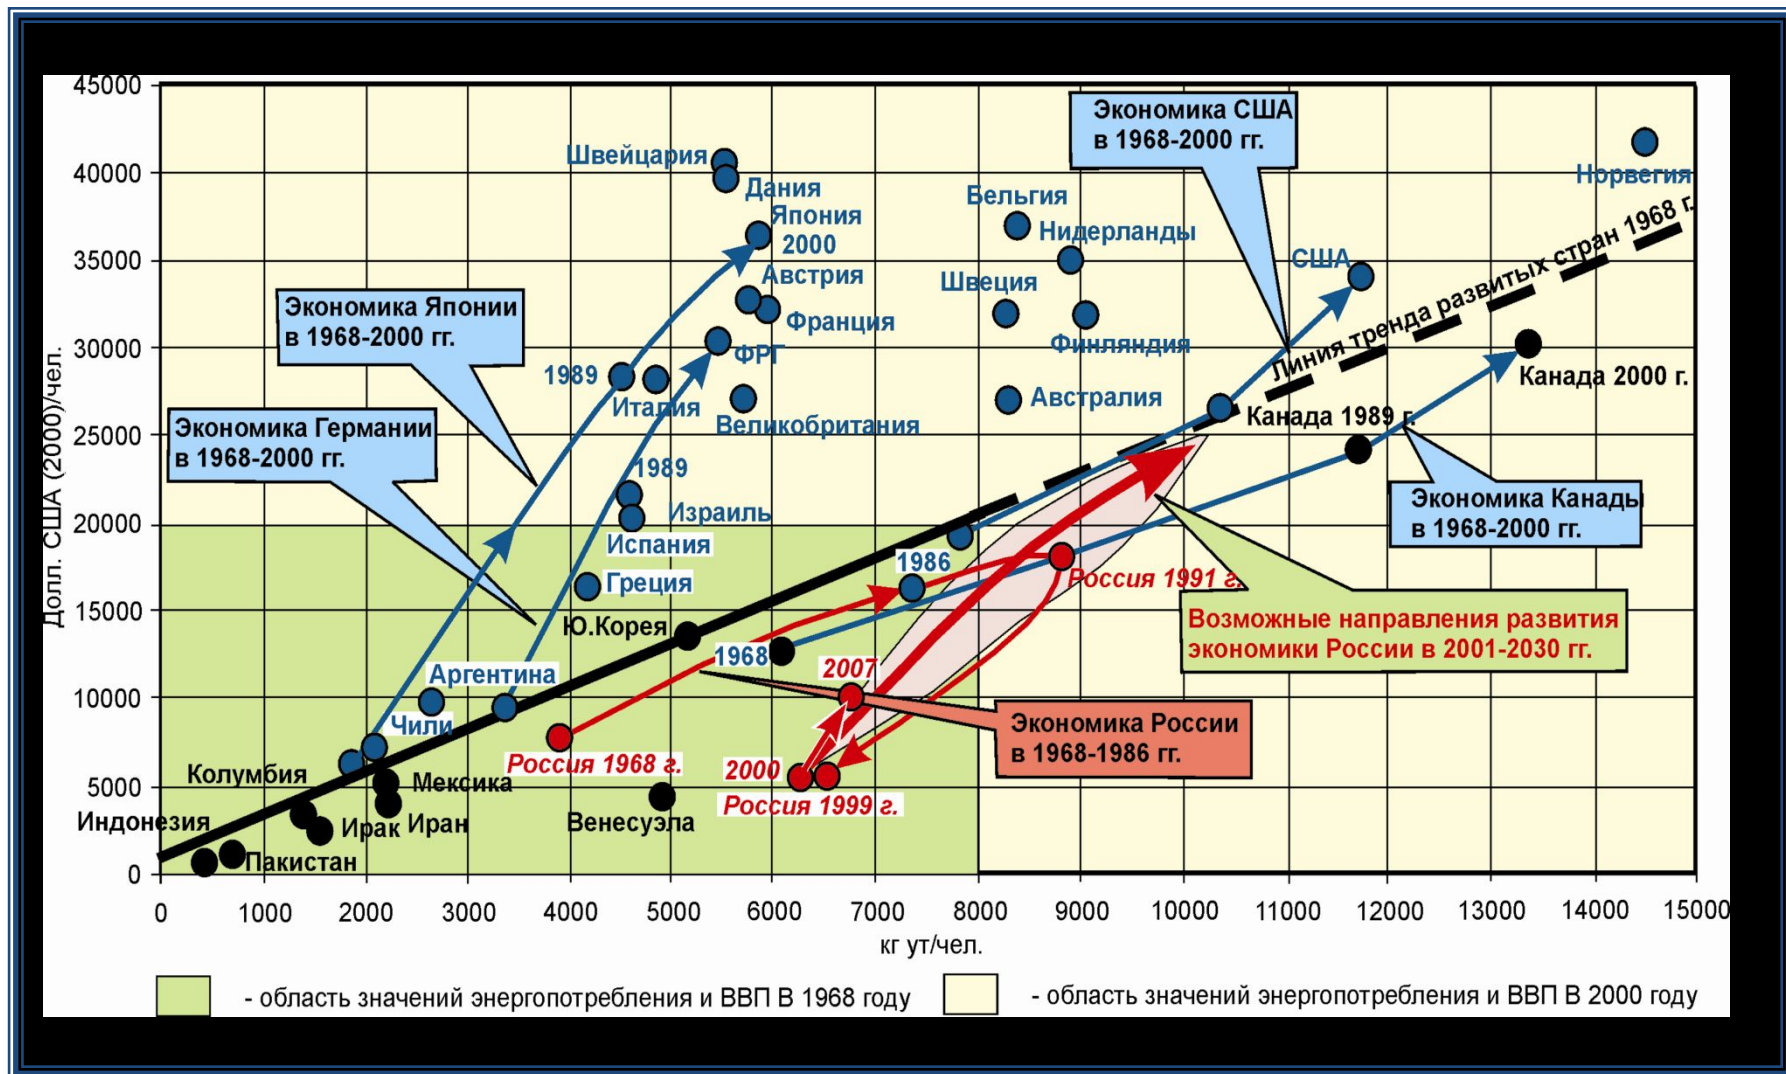 45000
40000
35000
30000
25000
20000
15000
10000
5000
0
Долл. США (2000)/чел.
0
1000
2000
3000
4000
5000
6000
7000
8000
9000
10000
11000
12000
13000
14000
15000
кг ут/чел.
Экономика США
в 1968-2000 гг.
Швейцария
Дания
Япония
2000
Австрия
Франция
ФРГ
Великобритания
1989
Италия
Бельгия
Нидерланды
Швеция
Финляндия
Австралия
США
Норвегия
Линия тренда развитых стран 1968 г.
Экономика Японии
в 1968-2000 гг.
Экономика Германии
в 1968-2000 гг.
Канада 2000 г.
Канада 1989 г.
Экономика Канады
в 1968-2000 гг.
1989
Израиль
Испания
Греция
Ю.Корея
1986
1968
Россия 1991 г.
Возможные направления развития
экономики России в 2001-2030 гг.
Аргентина
Чили
2007
Экономика России
в 1968-1986 гг.
Россия 1968 г.
2000
Россия 1999 г.
Колумбия
Мексика
Индонезия
Ирак
Иран
Венесуэла
Пакистан
- область значений энергопотребления и ВВП В 1968 году
- область значений энергопотребления и ВВП В 2000 году